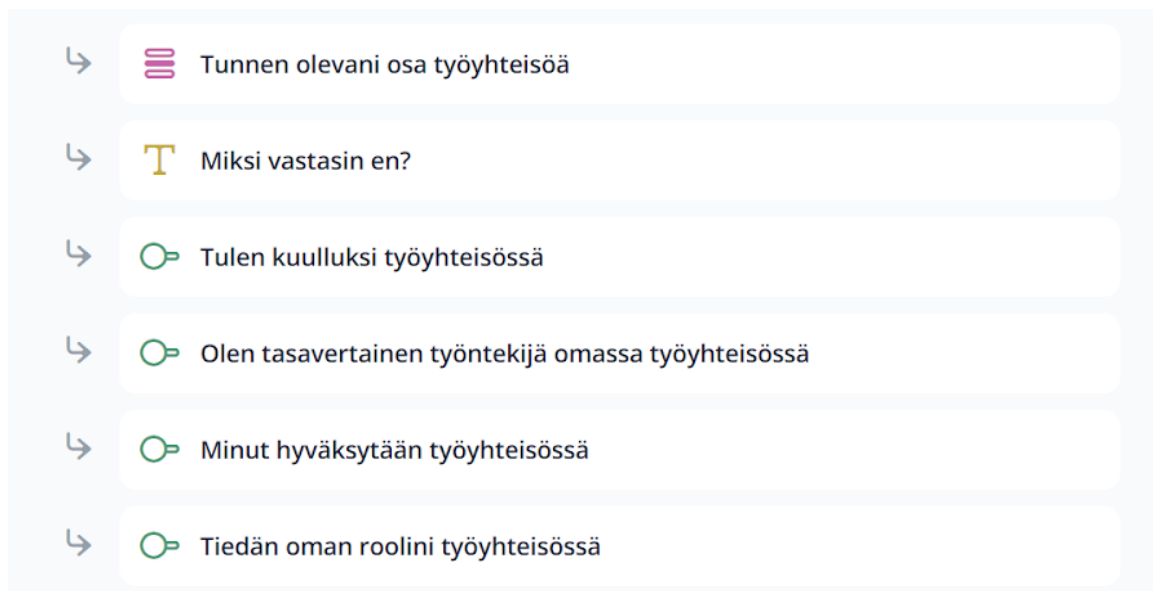 Tunnen olevani osa työyhteisöä
Miksi vastasin en?
Tulen kuulluksi työyhteisössä
Olen tasavertainen työntekijä omassa työyhteisössä
Minut hyväksytään työyhteisössä
Tiedän oman roolini työyhteisössä